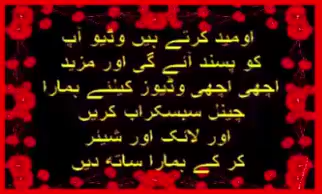 اومید کرتے ہیں وڈیو آپ
کو پسند آئے گی اور مزید
اچھی اچھی وڈیوز کیلئے ہمارا
چینل سبسکراب کریں
اور لائک اور شیئر
کر کے ہمارا ساتھ دیں